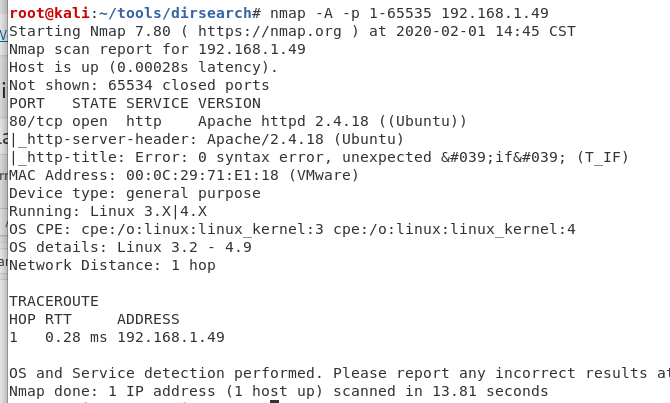 root@kali:~/tools/dirsearch# nmap -A -p 1-65535 192.168.1.49
Starting Nmap 7.80 ( https://nmap.org ) at 2020-02-01 14:45 CST
Nmap scan report for 192.168.1.49
Host is up (0.00028s latency).
Not shown: 65534 closed ports
PORT   STATE SERVICE VERSION
80/tcp open  http    Apache httpd 2.4.18 ((Ubuntu))
|_http-server-header: Apache/2.4.18 (Ubuntu)
|_http-title: Error: 0 syntax error, unexpected &#039;if&#039; (T_IF)
MAC Address: 00:0C:29:71:E1:18 (VMware)
Device type: general purpose
Running: Linux 3.X|4.X
OS CPE: cpe:/o:linux:linux_kernel:3 cpe:/o:linux:linux_kernel:4
OS details: Linux 3.2 - 4.9
Network Distance: 1 hop
TRACEROUTE
HOP RTT     ADDRESS
1   0.28 ms 192.168.1.49
OS and Service detection performed. Please report any incorrect results at
Nmap done: 1 IP address (1 host up) scanned in 13.81 seconds